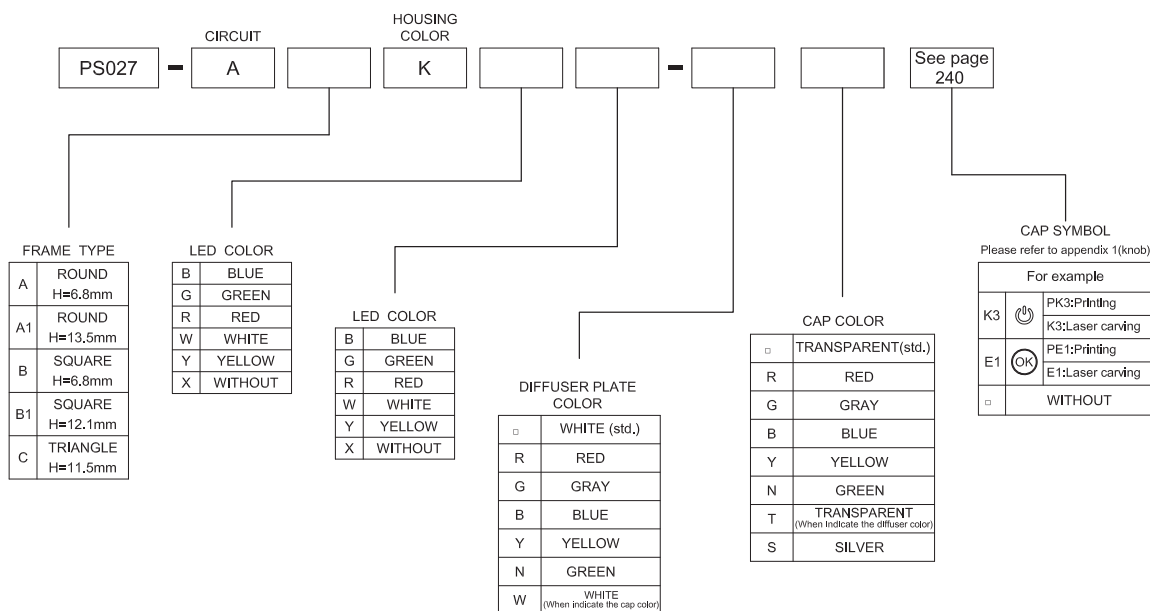 CIRCUIT
HOUSING
COLOR
PS027 - A K - See page
240
FRAME TYPE
A ROUND
H=6.8mm
A1 ROUND
H=13.5mm
B SQUARE
H=6.8mm
B1 SQUARE
H=12.1mm
C TRIANGLE
H=11.5mm
LED COLOR
B BLUE
G GREEN
R RED
W WHITE
Y YELLOW
X WITHOUT
LED COLOR
B BLUE
G GREEN
R RED
W WHITE
Y YELLOW
X WITHOUT
DIFFUSER PLATE
COLOR
□ WHITE (std.)
R RED
G GRAY
B BLUE
Y YELLOW
N GREEN
W WHITE
(When indicate the cap color)
CAP COLOR
□ TRANSPARENT(std.)
R RED
G GRAY
B BLUE
Y YELLOW
N GREEN
T TRANSPARENT
(When indicate the diffuser color)
S SILVER
CAP SYMBOL
Please refer to appendix 1(knob)
For example
K3 PK3:Printing
K3:Laser carving
E1 OK PE1:Printing
E1:Laser carving
□ WITHOUT